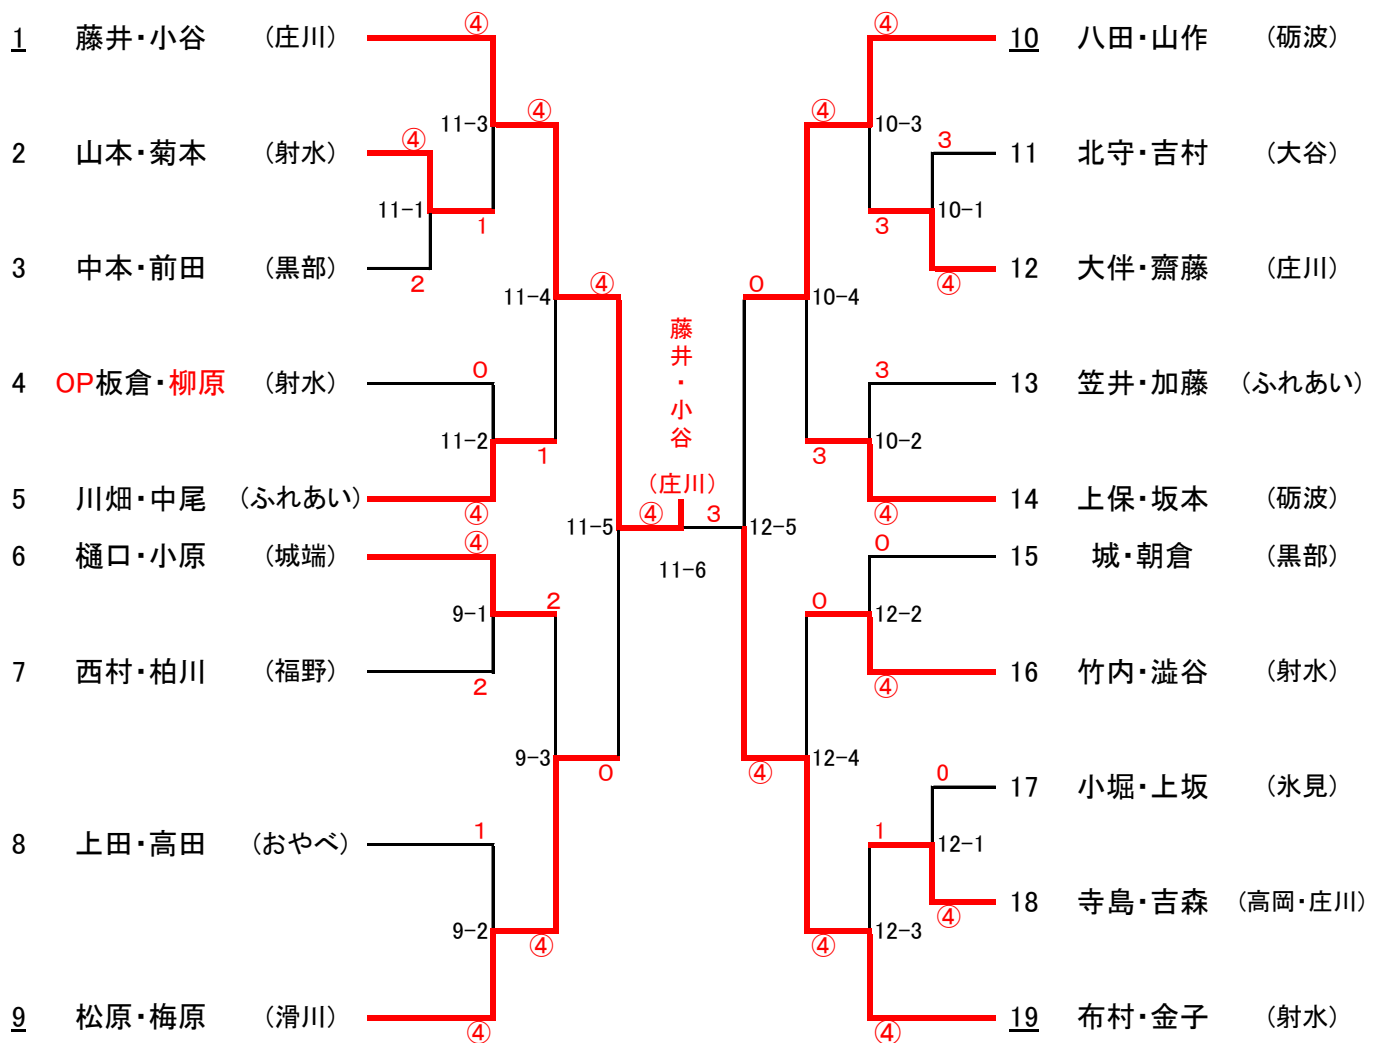 ④
④
1 藤井・小谷 (庄川)
10 八田・山作 (砺波)
④
④
11-3
10-3
④
3
2 山本・菊本 (射水)
11 北守・吉村 (大谷)
11-1
10-1
1
3
3 中本・前田 (黒部)
12 大伴・齋藤 (庄川)
2
④
④
0
11-4
10-4
藤井・小谷
0
3
4 OP板倉・柳原 (射水)
13 笠井・加藤 (ふれあい)
11-2
10-2
1
3
(庄川)
5 川畑・中尾 (ふれあい)
14 上保・坂本 (砺波)
④
④
④
3
11-5
12-5
④
0
6 樋口・小原 (城端)
15 城・朝倉 (黒部)
11-6
2
0
9-1
12-2
7 西村・柏川 (福野)
16 竹内・澁谷 (射水)
2
④
9-3
12-4
0
④
0
17 小堀・上坂 (氷見)
1
1
8 上田・高田 (おやべ)
12-1
18 寺島・吉森 (高岡・庄川)
④
9-2
12-3
④
④
9 松原・梅原 (滑川)
19 布村・金子 (射水)
④
④